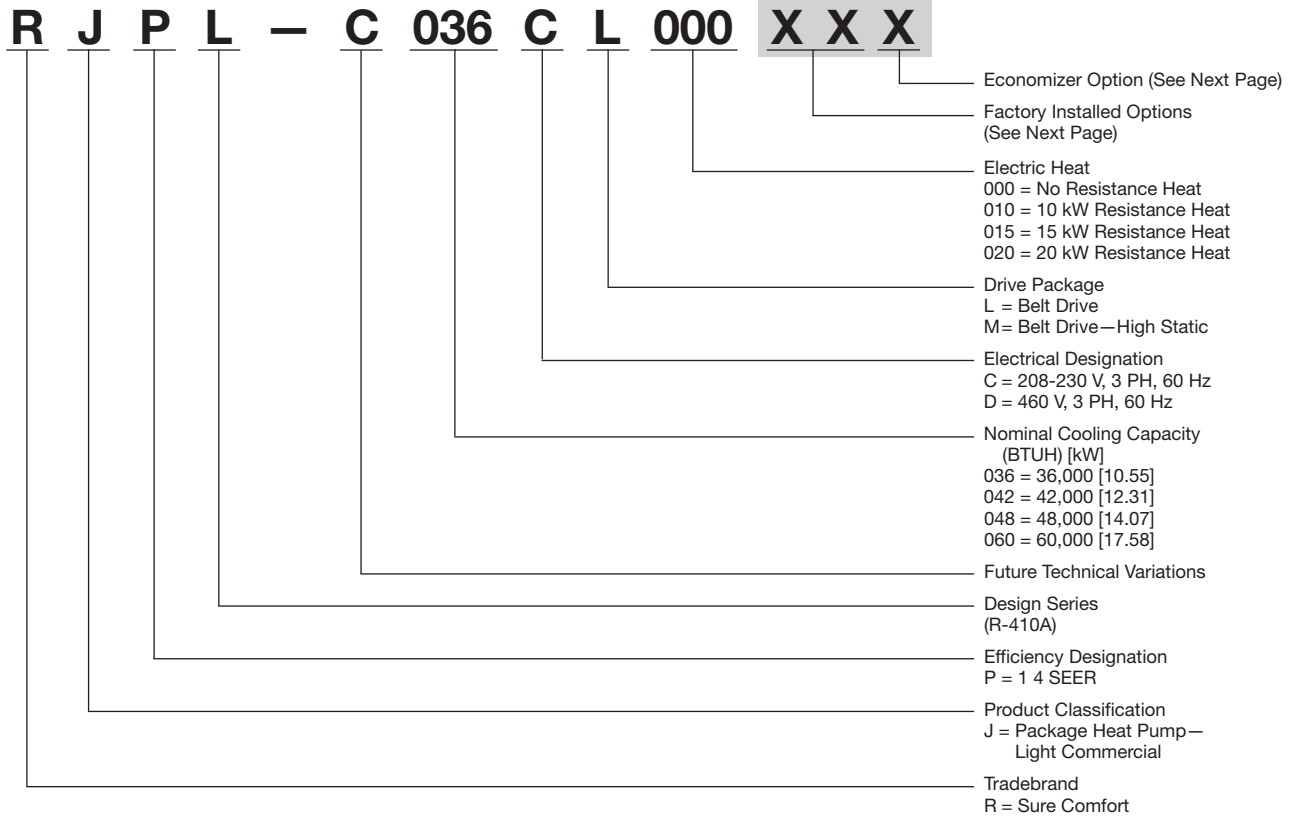 R J P L – C 036 C L 000 X X X
Economizer Option (See Next Page)
Factory Installed Options
(See Next Page)
Electric Heat
000 = No Resistance Heat
010 = 10 kW Resistance Heat
015 = 15 kW Resistance Heat
020 = 20 kW Resistance Heat
Drive Package
L = Belt Drive
M= Belt Drive—High Static
Electrical Designation
C = 208-230 V, 3 PH, 60 Hz
D = 460 V, 3 PH, 60 Hz
Nominal Cooling Capacity
(BTUH) [kW]
036 = 36,000 [10.55]
042 = 42,000 [12.31]
048 = 48,000 [14.07]
060 = 60,000 [17.58]
Future Technical Variations
Design Series
(R-410A)
Efficiency Designation
P = 1 4 SEER
Product Classification
J = Package Heat Pump—
Light Commercial
Tradebrand
R = Sure Comfort